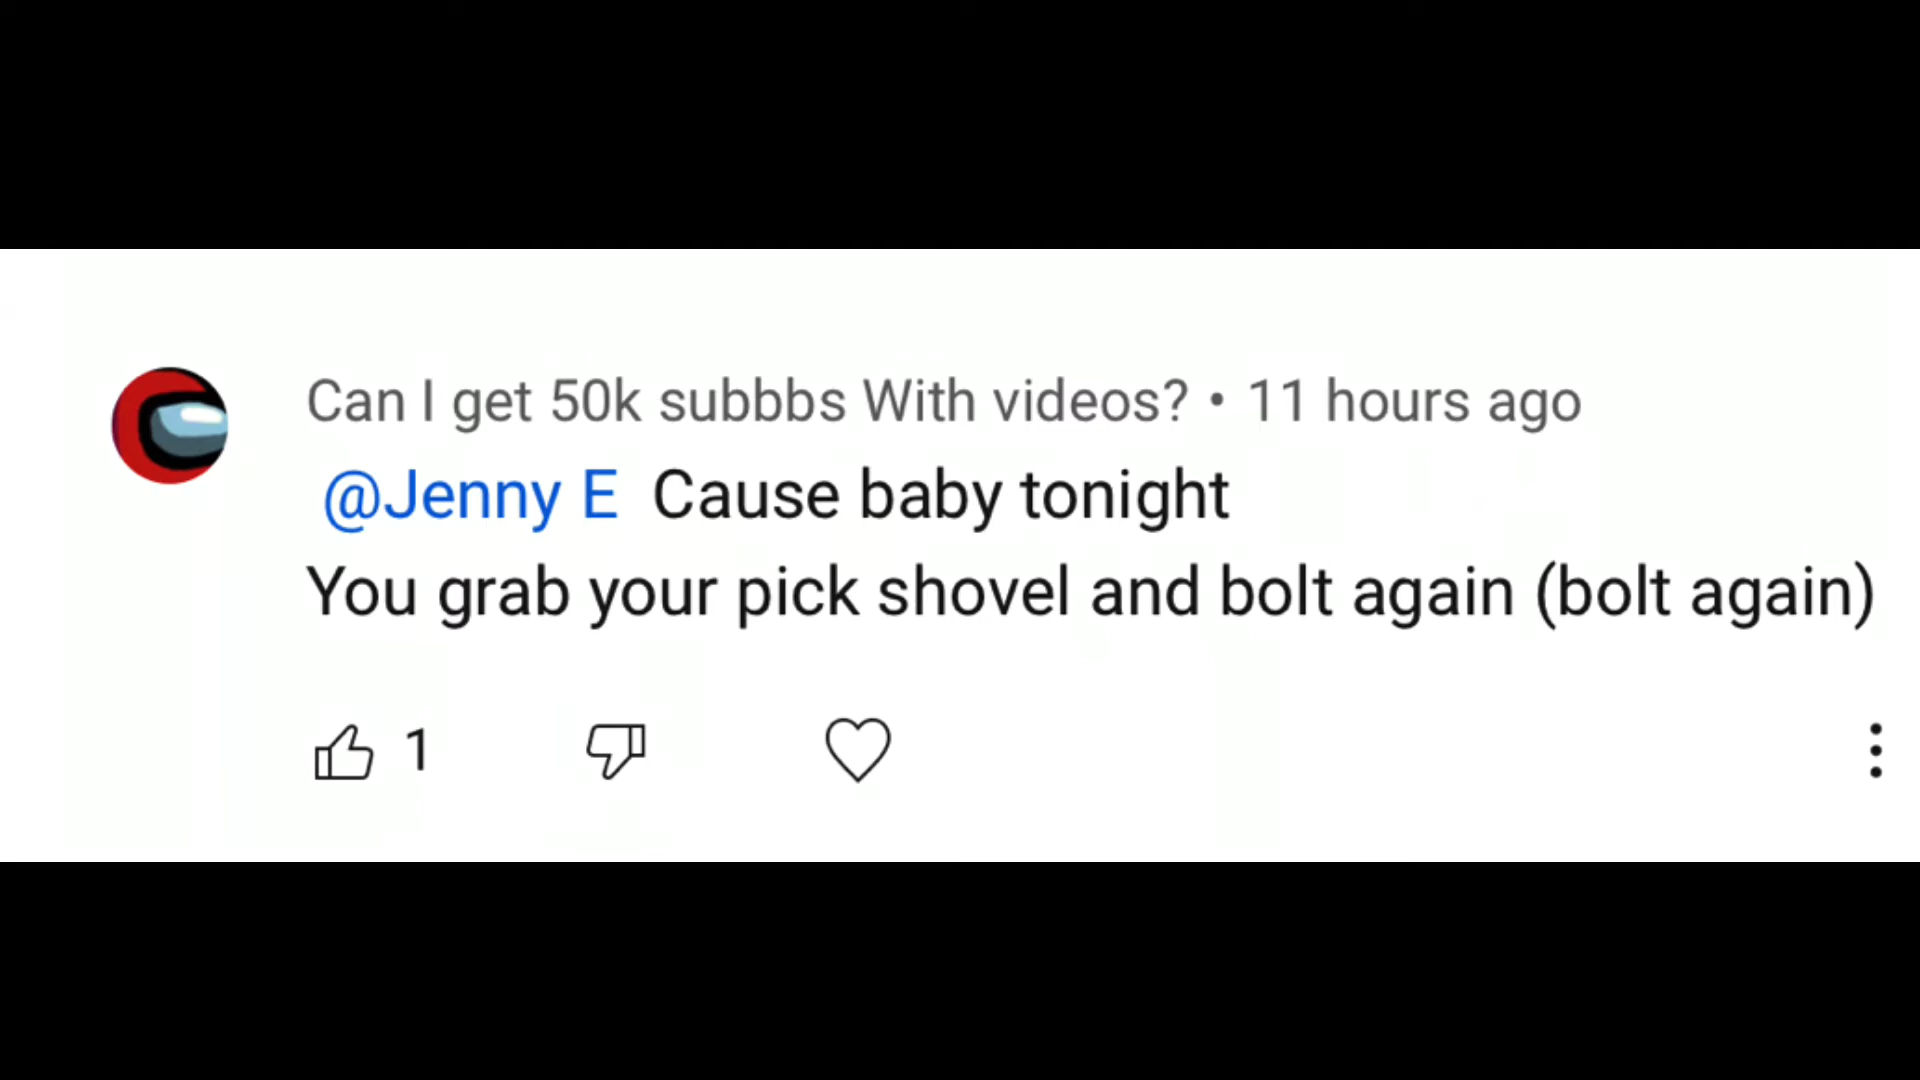 Can I get 50k subbbs With videos? • 11 hours ago
@Jenny E Cause baby tonight
You grab your pick shovel and bolt again (bolt again)
1